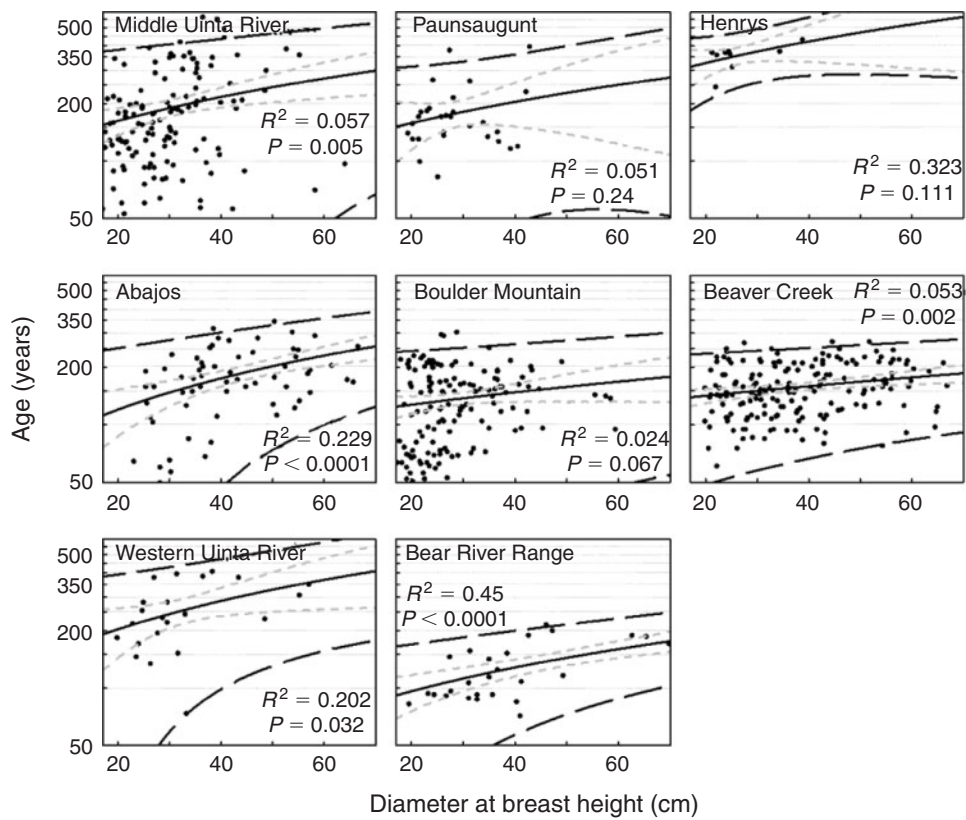 Middle Uinta River
Paunsaugunt
Henrys
500
350
200
50
R² = 0.057
P = 0.005
R² = 0.051
P = 0.24
R² = 0.323
P = 0.111
20 40 60
20 40 60
20 40 60
Abajos
Boulder Mountain
Beaver Creek
R² = 0.053
P = 0.002
500
350
200
50
R² = 0.229
P < 0.0001
R² = 0.024
P = 0.067
20 40 60
20 40 60
20 40 60
Age (years)
Western Uinta River
Bear River Range
500
350
200
50
R² = 0.45
P < 0.0001
R² = 0.202
P = 0.032
20 40 60
20 40 60
Diameter at breast height (cm)